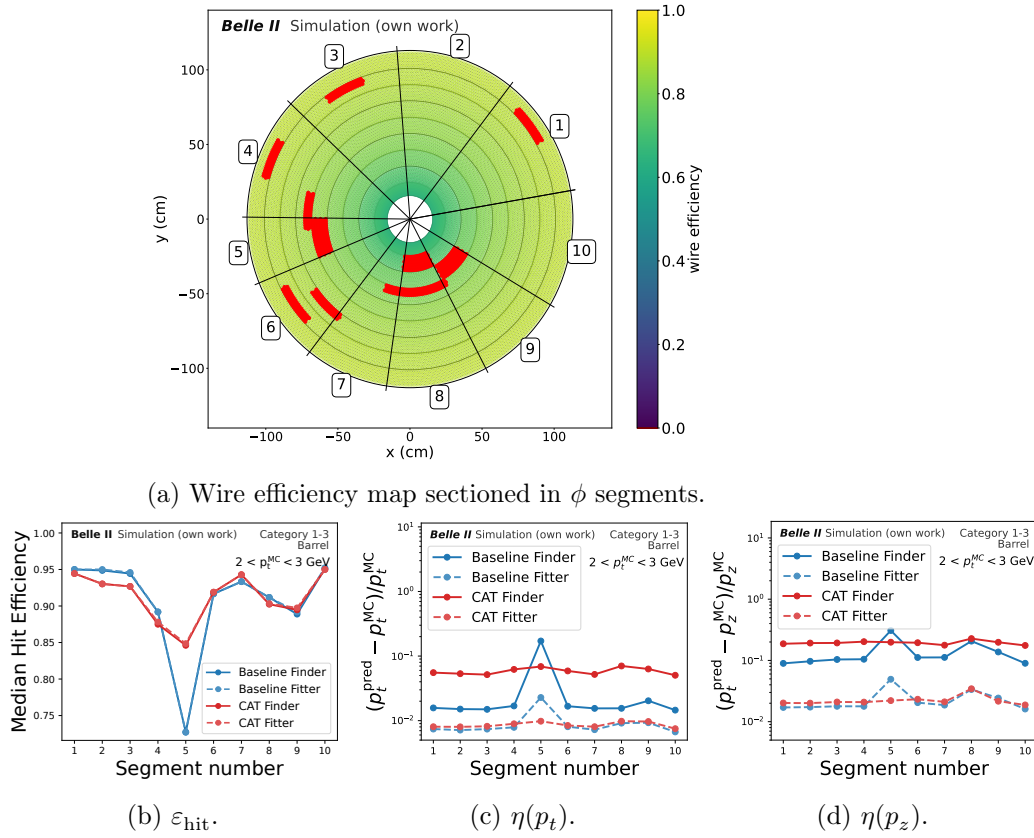 Belle II Simulation (own work)
1
2
3
4
5
6
7
8
9
10
100
50
0
−50
−100
y (cm)
−100 −50 0 50 100
x (cm)
1.0
0.8
0.6
0.4
0.2
0.0
wire efficiency
(a) Wire efficiency map sectioned in ϕ segments.
Belle II Simulation (own work)
Category 1-3
Barrel
2 < p_t^MC < 3 GeV
1.00
0.95
0.90
0.85
0.80
0.75
Median Hit Efficiency
Baseline Finder
Baseline Fitter
CAT Finder
CAT Fitter
1 2 3 4 5 6 7 8 9 10
Segment number
(b) ε_hit.
Belle II Simulation (own work)
Category 1-3
Barrel
2 < p_t^MC < 3 GeV
Baseline Finder
Baseline Fitter
CAT Finder
CAT Fitter
10^1
10^0
10^−1
10^−2
(p_t^pred − p_t^MC)/p_t^MC
1 2 3 4 5 6 7 8 9 10
Segment number
(c) η(p_t).
Belle II Simulation (own work)
Category 1-3
Barrel
2 < p_t^MC < 3 GeV
Baseline Finder
Baseline Fitter
CAT Finder
CAT Fitter
10^1
10^0
10^−1
10^−2
(p_t^pred − p_z^MC)/p_z^MC
1 2 3 4 5 6 7 8 9 10
Segment number
(d) η(p_z).